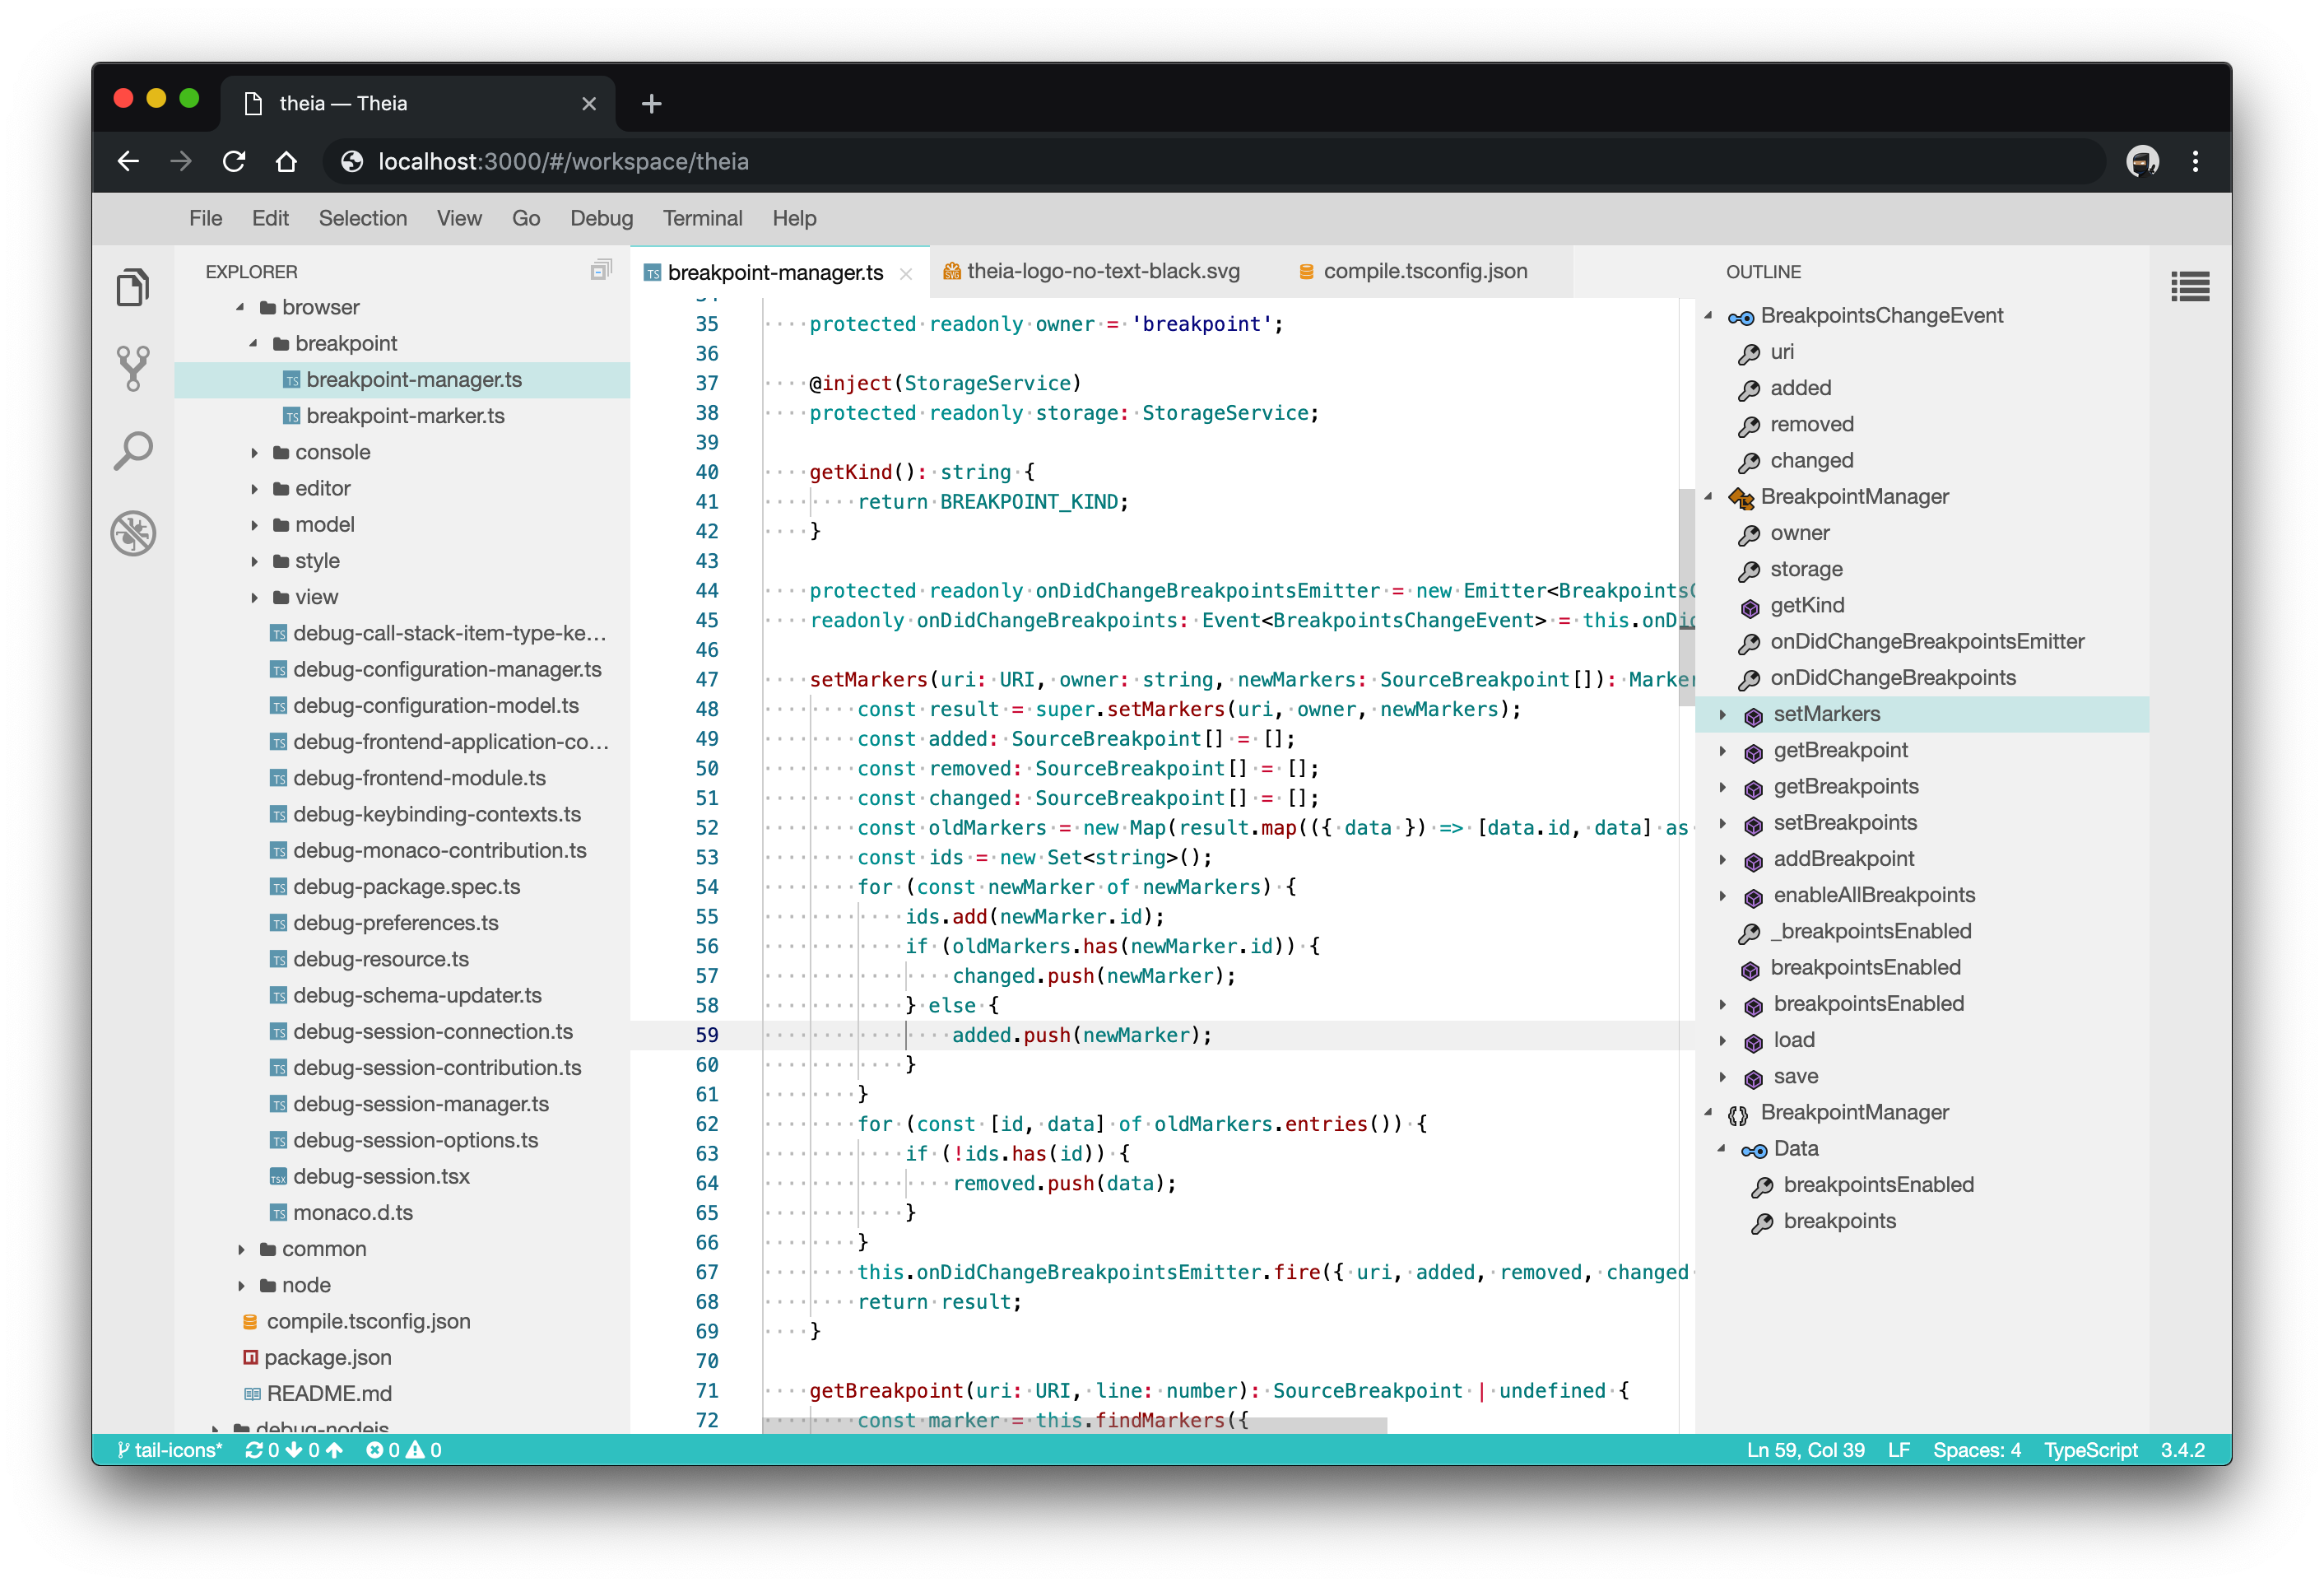 theia — Theia
localhost:3000/#/workspace/theia
File Edit Selection View Go Debug Terminal Help
EXPLORER
browser
breakpoint
breakpoint-manager.ts
breakpoint-marker.ts
console
editor
model
style
view
debug-call-stack-item-type-ke...
debug-configuration-manager.ts
debug-configuration-model.ts
debug-frontend-application-co...
debug-frontend-module.ts
debug-keybinding-contexts.ts
debug-monaco-contribution.ts
debug-package.spec.ts
debug-preferences.ts
debug-resource.ts
debug-schema-updater.ts
debug-session-connection.ts
debug-session-contribution.ts
debug-session-manager.ts
debug-session-options.ts
debug-session.tsx
monaco.d.ts
common
node
compile.tsconfig.json
package.json
README.md
debug-nodejs
breakpoint-manager.ts theia-logo-no-text-black.svg compile.tsconfig.json
35 protected readonly owner = 'breakpoint';
36
37 @inject(StorageService)
38 protected readonly storage: StorageService;
39
40 getKind(): string {
41 return BREAKPOINT_KIND;
42 }
43
44 protected readonly onDidChangeBreakpointsEmitter = new Emitter<Breakpoints
45 readonly onDidChangeBreakpoints: Event<BreakpointsChangeEvent> = this.onDid
46
47 setMarkers(uri: URI, owner: string, newMarkers: SourceBreakpoint[]): Marker
48 const result = super.setMarkers(uri, owner, newMarkers);
49 const added: SourceBreakpoint[] = [];
50 const removed: SourceBreakpoint[] = [];
51 const changed: SourceBreakpoint[] = [];
52 const oldMarkers = new Map(result.map(({ data }) => [data.id, data] as
53 const ids = new Set<string>();
54 for (const newMarker of newMarkers) {
55 ids.add(newMarker.id);
56 if (oldMarkers.has(newMarker.id)) {
57 changed.push(newMarker);
58 } else {
59 added.push(newMarker);
60 }
61 }
62 for (const [id, data] of oldMarkers.entries()) {
63 if (!ids.has(id)) {
64 removed.push(data);
65 }
66 }
67 this.onDidChangeBreakpointsEmitter.fire({ uri, added, removed, changed
68 return result;
69 }
70
71 getBreakpoint(uri: URI, line: number): SourceBreakpoint | undefined {
72 const marker = this.findMarkers({
OUTLINE
BreakpointsChangeEvent
uri
added
removed
changed
BreakpointManager
owner
storage
getKind
onDidChangeBreakpointsEmitter
onDidChangeBreakpoints
setMarkers
getBreakpoint
getBreakpoints
setBreakpoints
addBreakpoint
enableAllBreakpoints
_breakpointsEnabled
breakpointsEnabled
breakpointsEnabled
load
save
BreakpointManager
Data
breakpointsEnabled
breakpoints
tail-icons* 0 0 0 0 Ln 59, Col 39 LF Spaces: 4 TypeScript 3.4.2